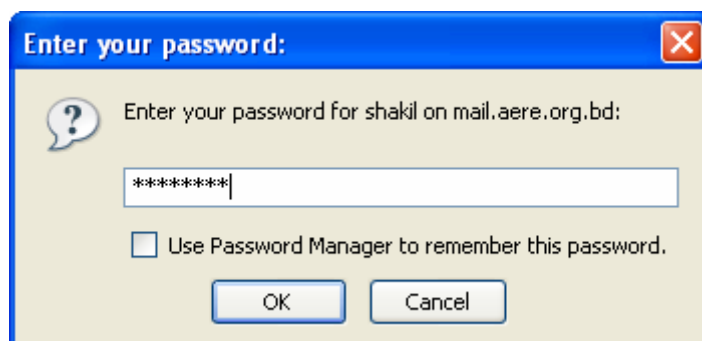 Enter your password:
Enter your password for shakil on mail.aere.org.bd:
********
Use Password Manager to remember this password.
OK Cancel